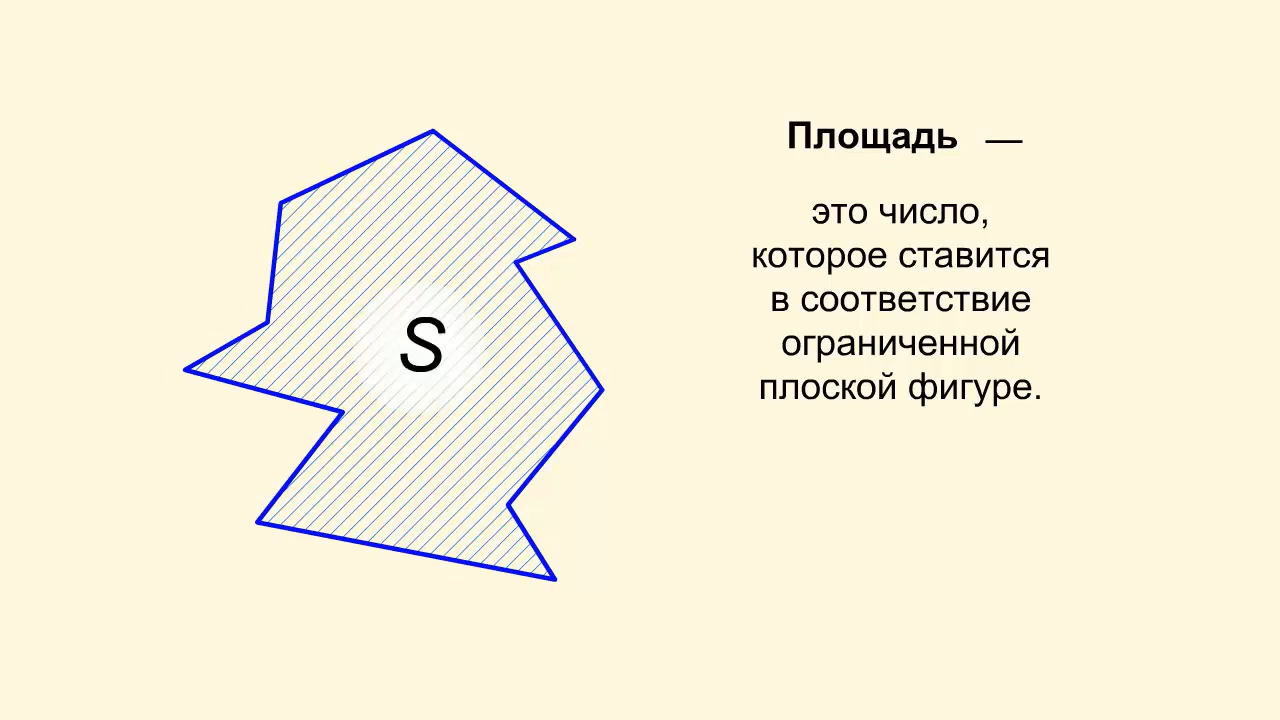 S
Площадь —
это число,
которое ставится
в соответствие
ограниченной
плоской фигуре.